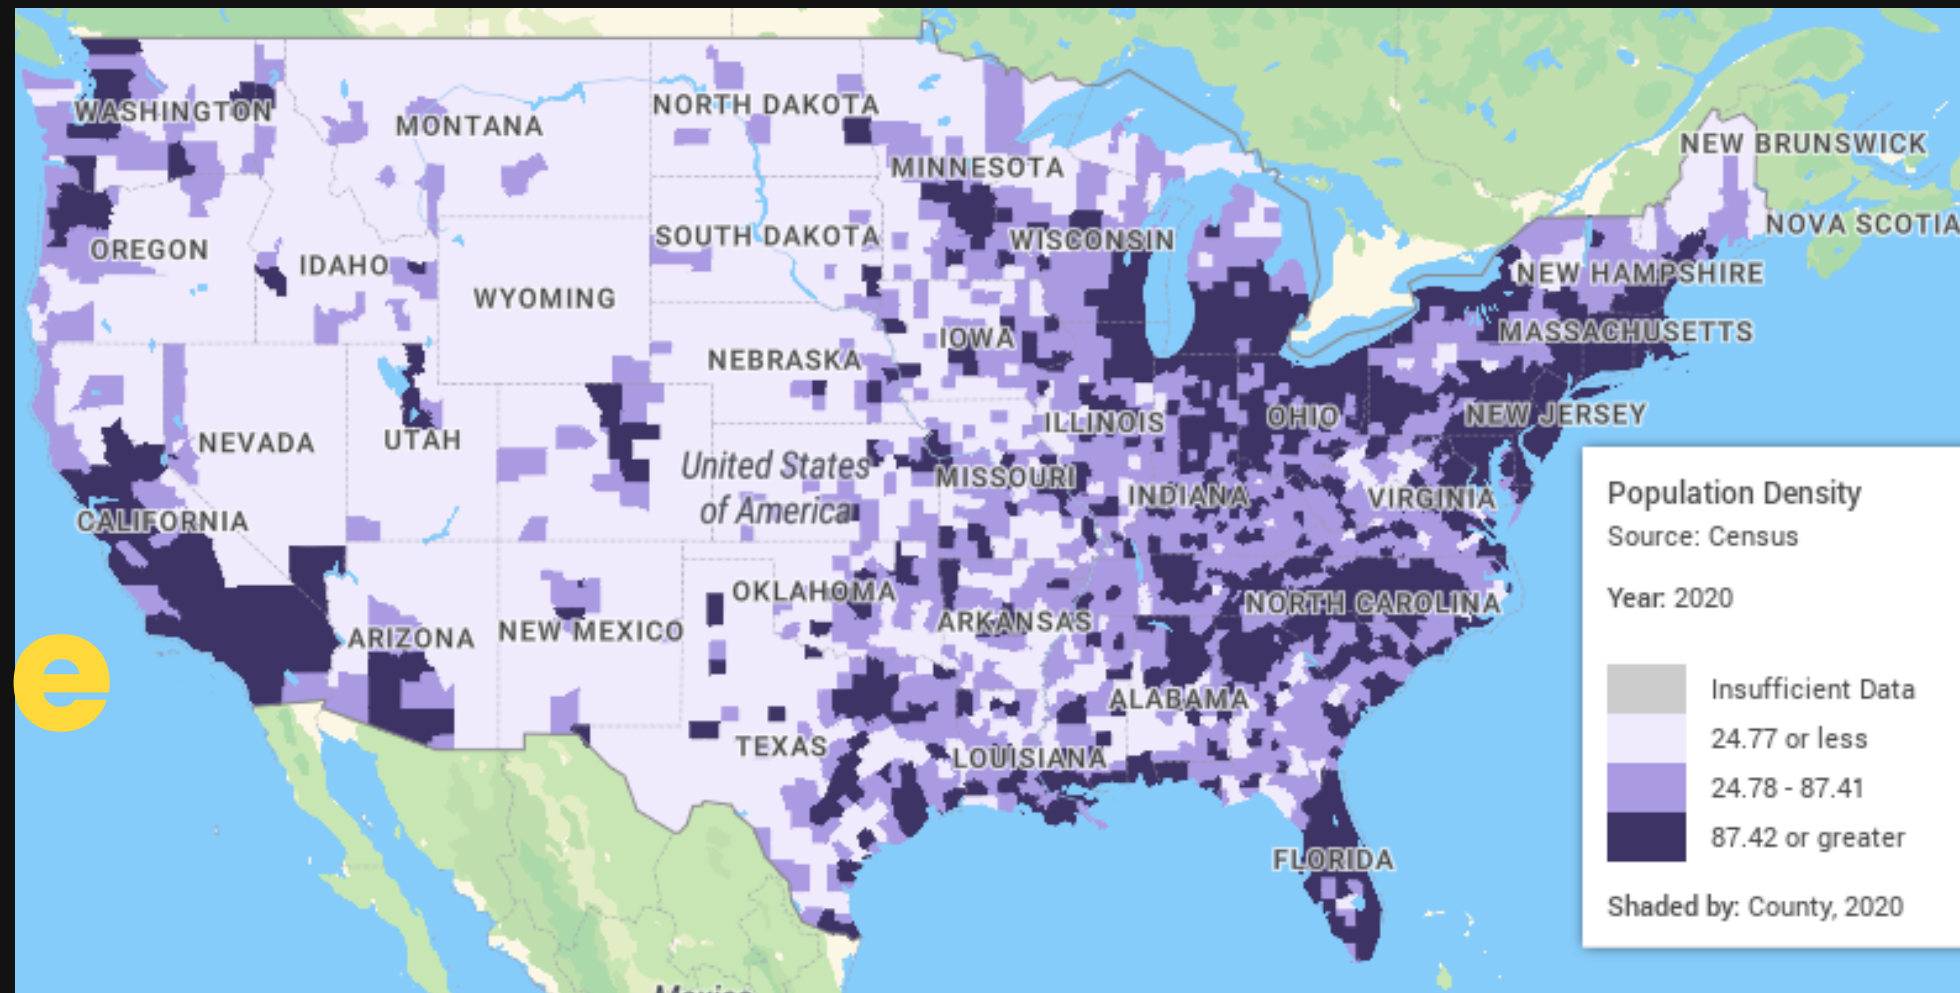 WASHINGTON
MONTANA
NORTH DAKOTA
MINNESOTA
NEW BRUNSWICK
NOVA SCOTIA
OREGON
IDAHO
SOUTH DAKOTA
WISCONSIN
NEW HAMPSHIRE
WYOMING
IOWA
MASSACHUSETTS
NEBRASKA
NEVADA
UTAH
ILLINOIS
OHIO
NEW JERSEY
United States
of America
MISSOURI
INDIANA
VIRGINIA
CALIFORNIA
OKLAHOMA
ARKANSAS
NORTH CAROLINA
ARIZONA
NEW MEXICO
e
ALABAMA
TEXAS
LOUISIANA
FLORIDA
Mexico
Population Density
Source: Census
Year: 2020
Insufficient Data
24.77 or less
24.78 - 87.41
87.42 or greater
Shaded by: County, 2020